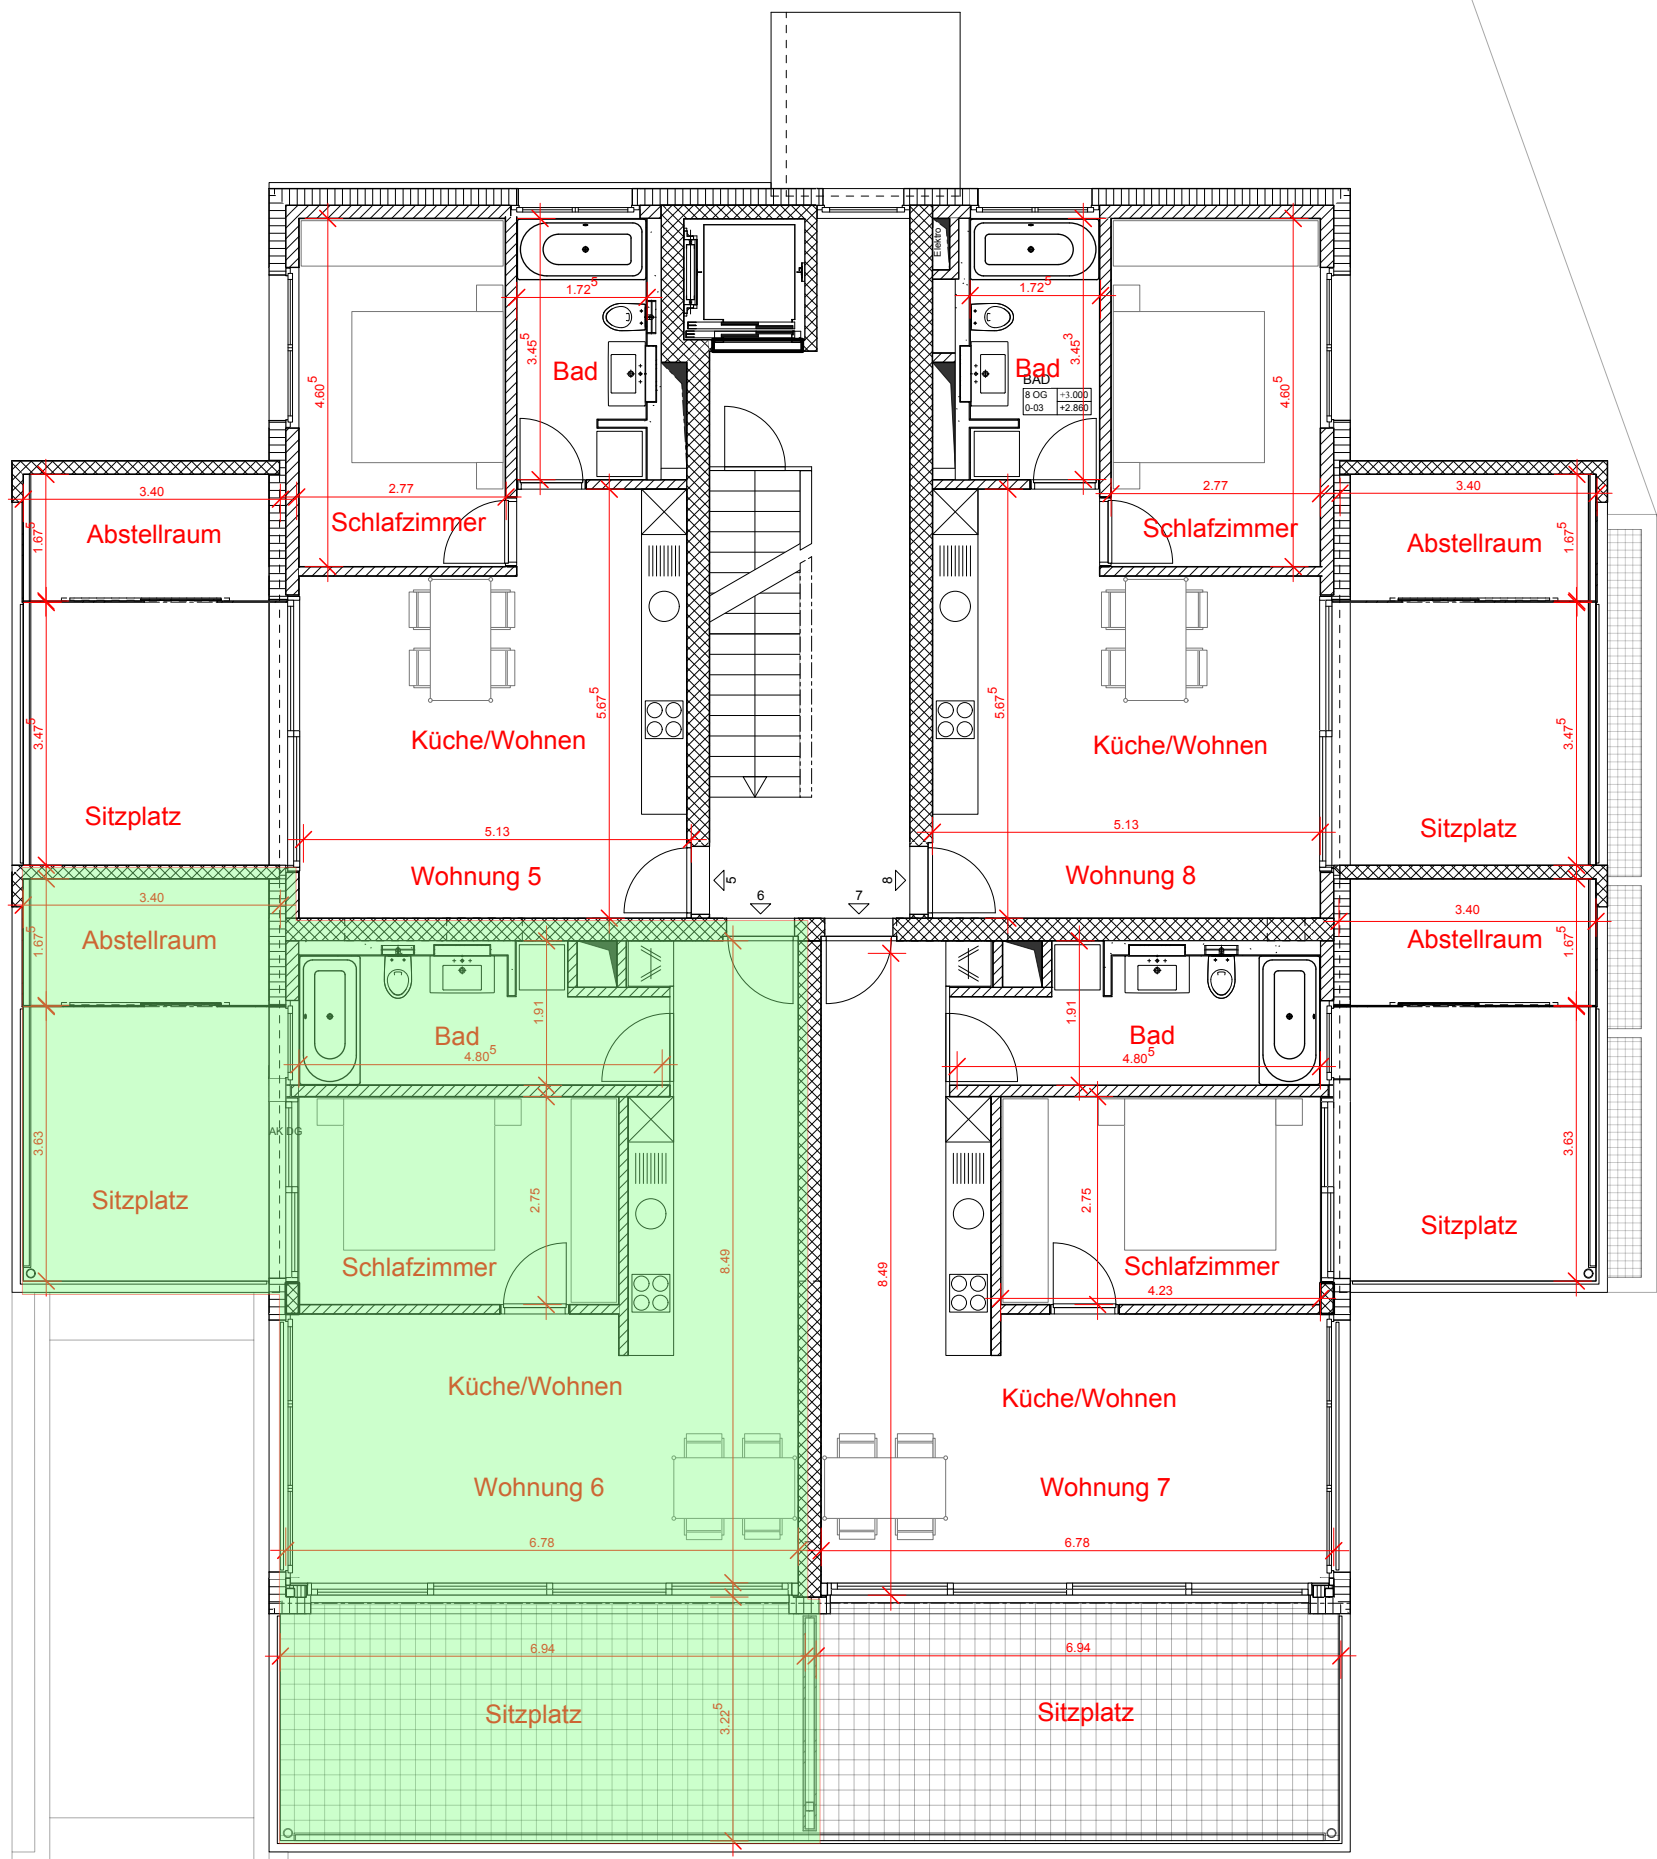 Elektro
1.72⁵
1.72⁵
3.45⁵
3.45³
Bad
Bad
BAD
8 OG +3.000
0-03 +2.860
4.60⁵
4.60⁵
3.40
2.77
2.77
3.40
Abstellraum
Schlafzimmer
Schlafzimmer
Abstellraum
1.67⁵
1.67⁵
5.67⁵
5.67⁵
3.47⁵
3.47⁵
Küche/Wohnen
Küche/Wohnen
Sitzplatz
Sitzplatz
5.13
5.13
Wohnung 5
Wohnung 8
5
6
7
8
3.40
3.40
Abstellraum
Abstellraum
1.67⁵
1.67⁵
1.91
1.91
Bad
Bad
4.80⁵
4.80⁵
AK DG
3.63
3.63
2.75
2.75
Sitzplatz
Sitzplatz
Schlafzimmer
Schlafzimmer
8.49
8.49
4.23
Küche/Wohnen
Küche/Wohnen
Wohnung 6
Wohnung 7
6.78
6.78
6.94
6.94
Sitzplatz
Sitzplatz
3.22⁵